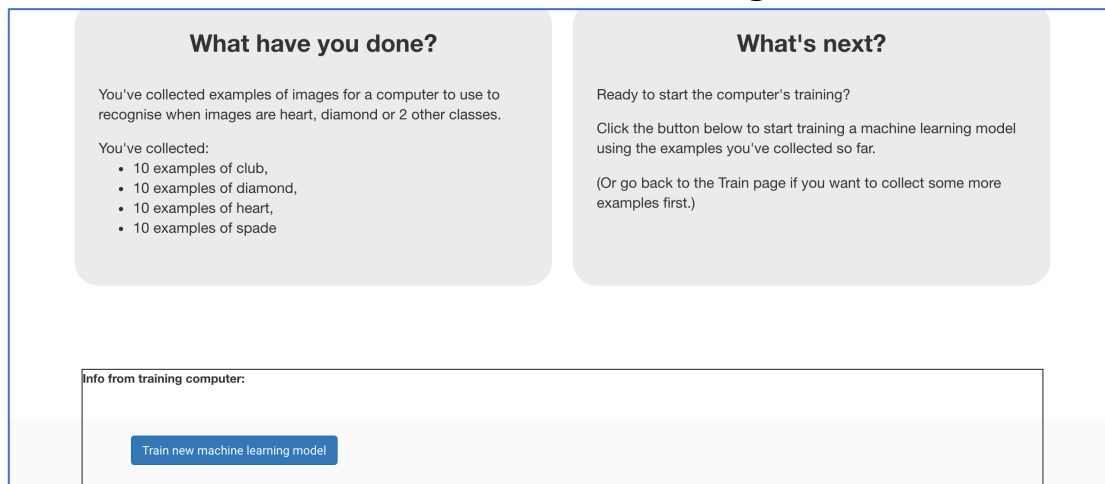 What have you done?
You've collected examples of images for a computer to use to
recognise when images are heart, diamond or 2 other classes.
You've collected:
• 10 examples of club,
• 10 examples of diamond,
• 10 examples of heart,
• 10 examples of spade
What's next?
Ready to start the computer's training?
Click the button below to start training a machine learning model
using the examples you've collected so far.
(Or go back to the Train page if you want to collect some more
examples first.)
Info from training computer:
Train new machine learning model